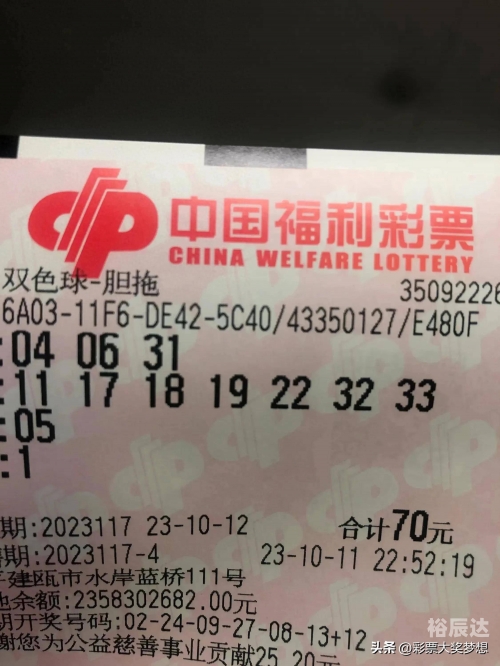 中国福利彩票
CHINA WELFARE LOTTERY
双色球-胆拖 35092226
6A03-11F6-DE42-5C40/43350127/E480F
:04 06 31
:11 17 18 19 22 32 33
:05
:1
期:2023117 23-10-12 合计70元
期:2023117-4 23-10-11 22:52:19
建瓯市水岸蓝桥111号
池余额:2358302682.00元
期开奖号码:02-24-09-27-08-13+12
谢您为公益慈善事业贡献25.20元
裕辰达
头条 @彩票大奖梦想